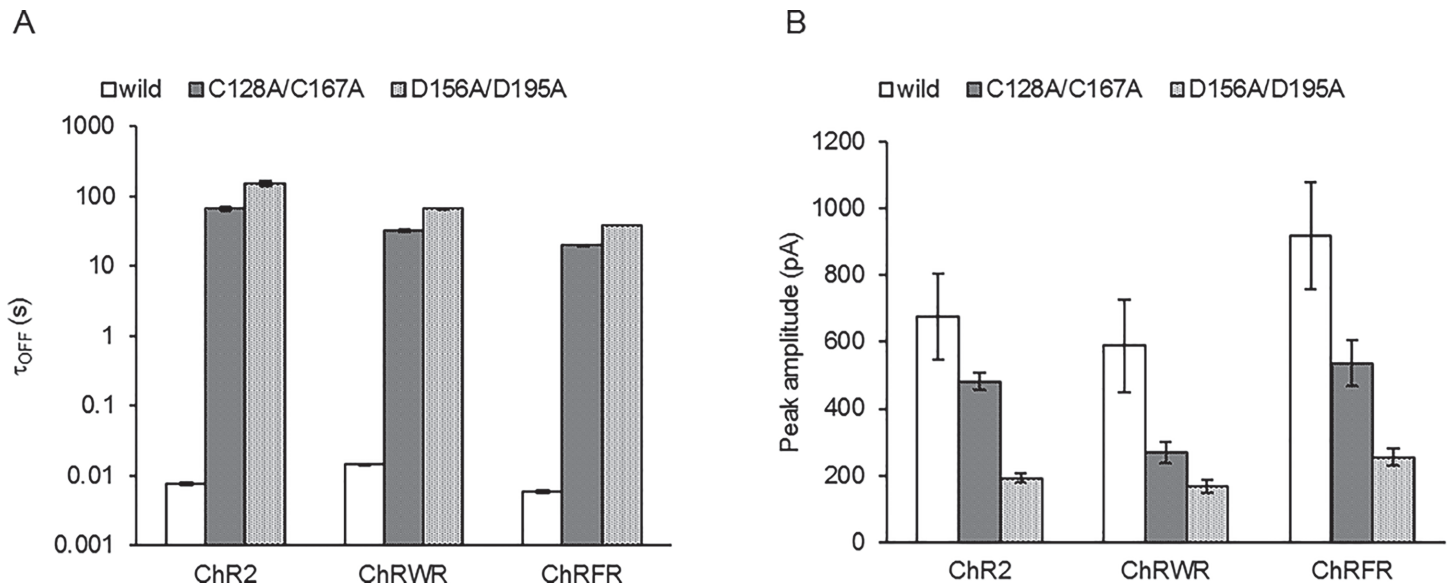 A
wild C128A/C167A D156A/D195A
1000
100
10
1
0.1
0.01
0.001
τOFF (s)
ChR2 ChRWR ChRFR
B
wild C128A/C167A D156A/D195A
1200
1000
800
600
400
200
0
Peak amplitude (pA)
ChR2 ChRWR ChRFR